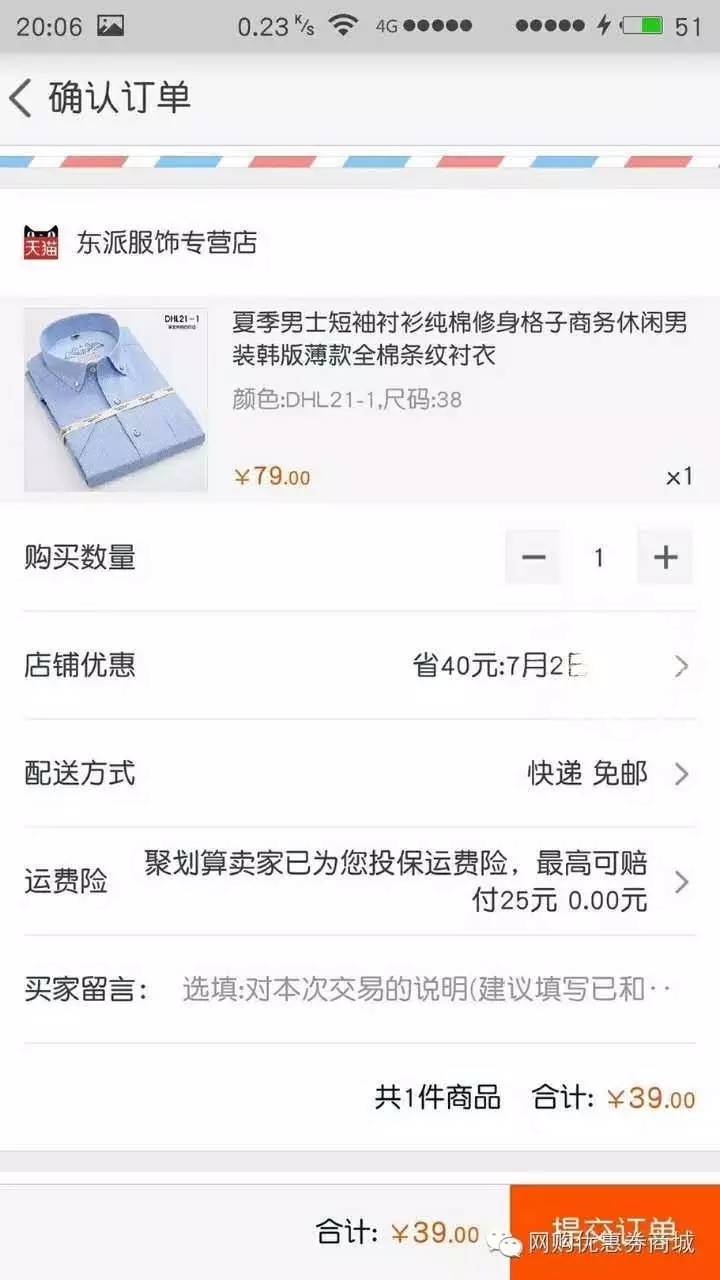 20:06 0.23 K/s 4G 51
确认订单
天猫 东派服饰专营店
DHL21-1
夏季男士短袖衬衫纯棉修身格子商务休闲男
装韩版薄款全棉条纹衬衣
颜色:DHL21-1,尺码:38
￥79.00 ×1
购买数量 1
店铺优惠 省40元:7月2日
配送方式 快递 免邮
运费险 聚划算卖家已为您投保运费险，最高可赔
付25元 0.00元
买家留言： 选填:对本次交易的说明(建议填写已和··
共1件商品 合计: ￥39.00
合计: ￥39.00 提交订单
网购优惠券商城